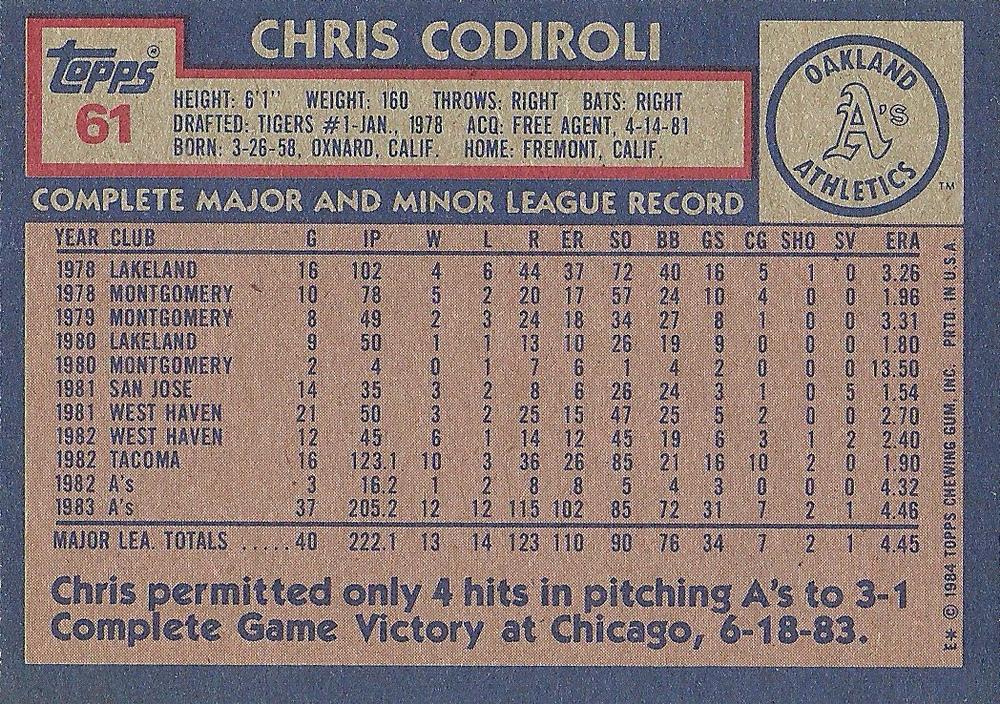 CHRIS CODIROLI
Topps®
61
HEIGHT: 6'1" WEIGHT: 160 THROWS: RIGHT BATS: RIGHT
DRAFTED: TIGERS #1-JAN., 1978 ACQ: FREE AGENT, 4-14-81
BORN: 3-26-58, OXNARD, CALIF. HOME: FREMONT, CALIF.
OAKLAND
A's
ATHLETICS
TM
COMPLETE MAJOR AND MINOR LEAGUE RECORD
YEAR CLUB G IP W L R ER SO BB GS CG SHO SV ERA
1978 LAKELAND 16 102 4 6 44 37 72 40 16 5 1 0 3.26
1978 MONTGOMERY 10 78 5 2 20 17 57 24 10 4 0 0 1.96
1979 MONTGOMERY 8 49 2 3 24 18 34 27 8 1 0 0 3.31
1980 LAKELAND 9 50 1 1 13 10 26 19 9 0 0 0 1.80
1980 MONTGOMERY 2 4 0 1 7 6 1 4 2 0 0 0 13.50
1981 SAN JOSE 14 35 3 2 8 6 26 24 3 1 0 5 1.54
1981 WEST HAVEN 21 50 3 2 25 15 47 25 5 2 0 0 2.70
1982 WEST HAVEN 12 45 6 1 14 12 45 19 6 3 1 2 2.40
1982 TACOMA 16 123.1 10 3 36 26 85 21 16 10 2 0 1.90
1982 A's 3 16.2 1 2 8 8 5 4 3 0 0 0 4.32
1983 A's 37 205.2 12 12 115 102 85 72 31 7 2 1 4.46
MAJOR LEA. TOTALS .....40 222.1 13 14 123 110 90 76 34 7 2 1 4.45
Chris permitted only 4 hits in pitching A's to 3-1
Complete Game Victory at Chicago, 6-18-83.
E* © 1984 TOPPS CHEWING GUM, INC. PRTD. IN U.S.A.